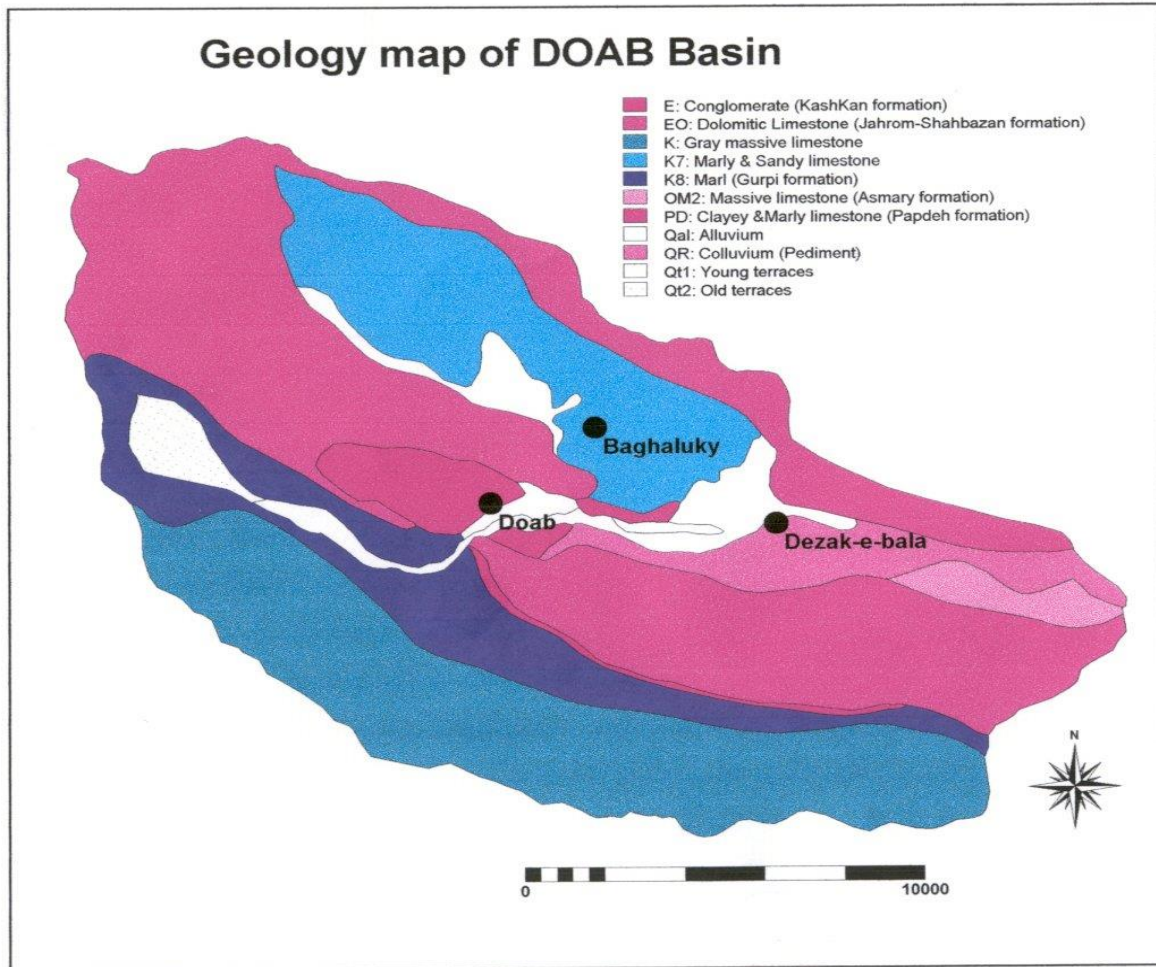 Geology map of DOAB Basin
E: Conglomerate (KashKan formation)
EO: Dolomitic Limestone (Jahrom-Shahbazan formation)
K: Gray massive limestone
K7: Marly & Sandy limestone
K8: Marl (Gurpi formation)
OM2: Massive limestone (Asmary formation)
PD: Clayey &Marly limestone (Papdeh formation)
Qal: Alluvium
QR: Colluvium (Pediment)
Qt1: Young terraces
Qt2: Old terraces
Baghaluky
Doab
Dezak-e-bala
N
0 10000